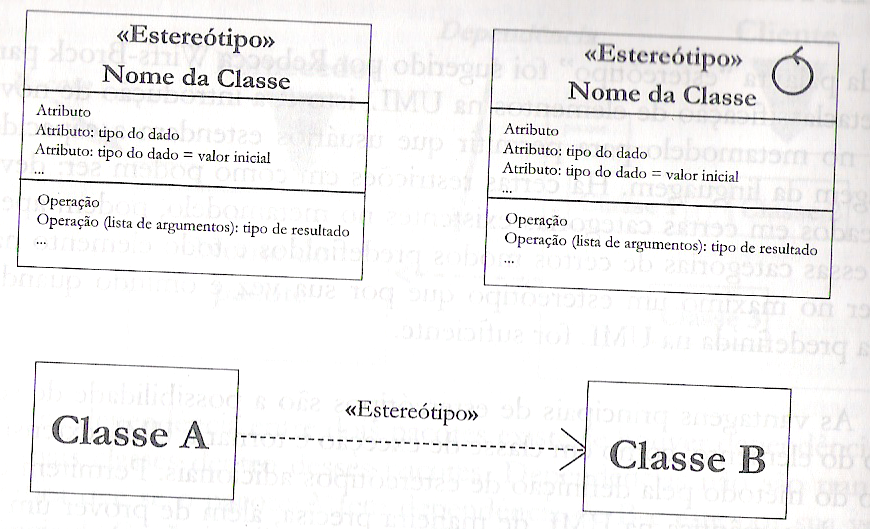 «Estereótipo»
Nome da Classe
Atributo
Atributo: tipo do dado
Atributo: tipo do dado = valor inicial
...
Operação
Operação (lista de argumentos): tipo de resultado
...
«Estereótipo»
Nome da Classe
Atributo
Atributo: tipo do dado
Atributo: tipo do dado = valor inicial
...
Operação
Operação (lista de argumentos): tipo de resultado
...
Classe A
«Estereótipo»
Classe B